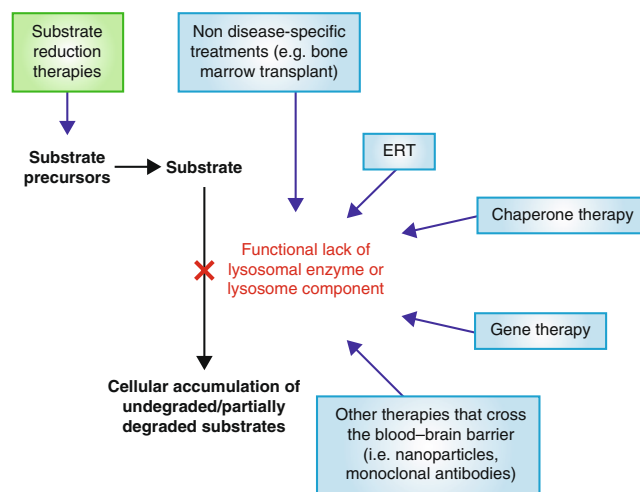 Substrate
reduction
therapies
Non disease-specific
treatments (e.g. bone
marrow transplant)
ERT
Substrate
precursors
Substrate
Chaperone therapy
Functional lack of
lysosomal enzyme or
lysosome component
Gene therapy
Cellular accumulation of
undegraded/partially
degraded substrates
Other therapies that cross
the blood–brain barrier
(i.e. nanoparticles,
monoclonal antibodies)